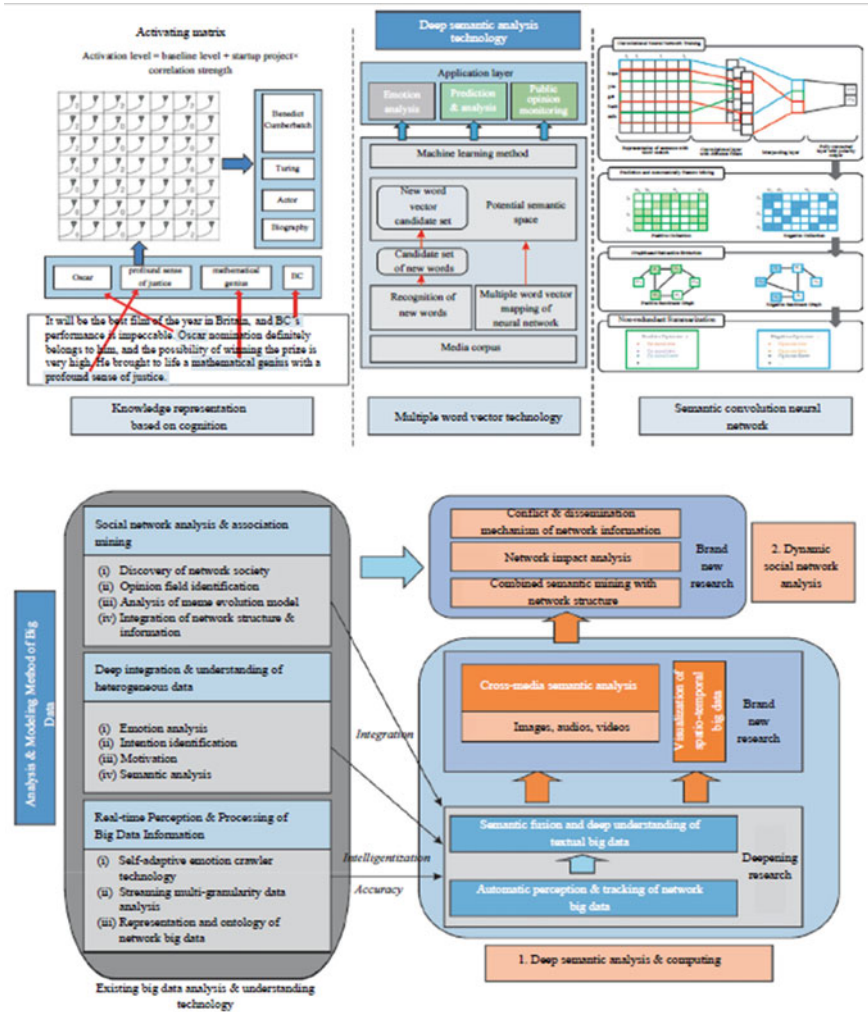 Activating matrix
Activation level = baseline level + startup project×
correlation strength
Benedict
Cumberbatch
Turing
Actor
Biography
Oscar
profound sense
of justice
mathematical
genius
BC
It will be the best film of the year in Britain, and BC's
performance is impeccable. Oscar nomination definitely
belongs to him, and the possibility of winning the prize is
very high. He brought to life a mathematical genius with a
profound sense of justice.
Knowledge representation
based on cognition
Deep semantic analysis
technology
Application layer
Emotion
analysis
Prediction
& analysis
Public
opinion
monitoring
Machine learning method
New word
vector
candidate set
Potential semantic
space
Candidate set
of new words
Recognition of
new words
Multiple word vector
mapping of
neural network
Media corpus
Multiple word vector technology
Semantic convolution neural
network
Analysis & Modeling Method of Big
Data
Social network analysis & association
mining
(i) Discovery of network society
(ii) Opinion field identification
(iii) Analysis of meme evolution model
(iv) Integration of network structure &
information
Deep integration & understanding of
heterogeneous data
(i) Emotion analysis
(ii) Intention identification
(iii) Motivation
(iv) Semantic analysis
Real-time Perception & Processing of
Big Data Information
(i) Self-adaptive emotion crawler
technology
(ii) Streaming multi-granularity data
analysis
(iii) Representation and ontology of
network big data
Existing big data analysis & understanding
technology
Integration
Intelligentization
Accuracy
Conflict & dissemination
mechanism of network information
Network impact analysis
Combined semantic mining with
network structure
Brand
new
research
2. Dynamic
social network
analysis
Cross-media semantic analysis
Images, audios, videos
Visualization of
spatio-temporal
big data
Brand
new
research
Semantic fusion and deep understanding of
textual big data
Automatic perception & tracking of network
big data
Deepening
research
1. Deep semantic analysis & computing